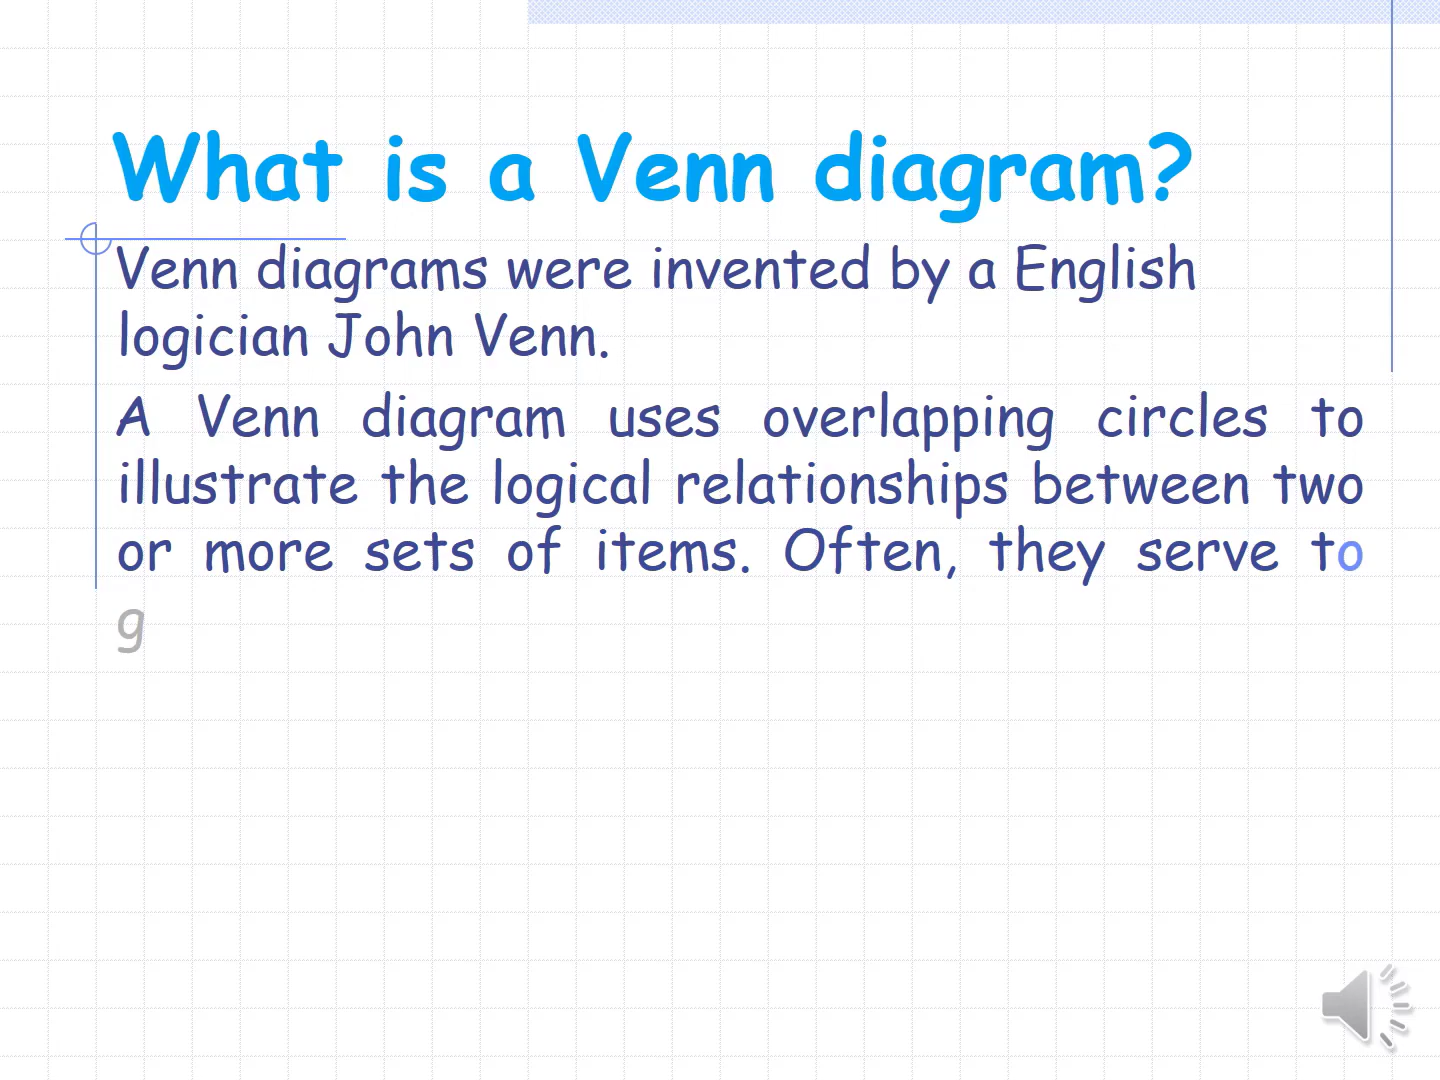 What is a Venn diagram?
Venn diagrams were invented by a English
logician John Venn.
A Venn diagram uses overlapping circles to
illustrate the logical relationships between two
or more sets of items. Often, they serve to
g